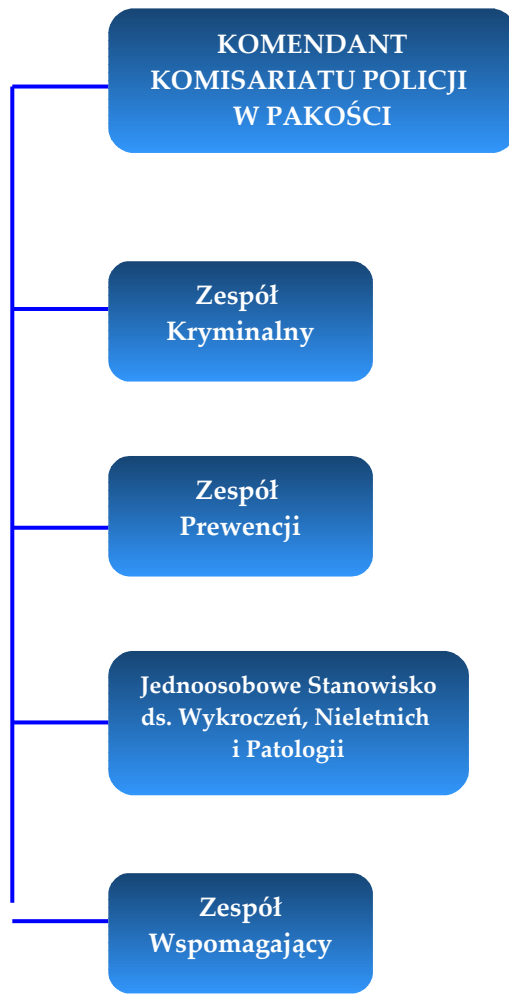 KOMENDANT
KOMISARIATU POLICJI
W PAKOŚCI
Zespół
Kryminalny
Zespół
Prewencji
Jednoosobowe Stanowisko
ds. Wykroczeń, Nieletnich
i Patologii
Zespół
Wspomagający